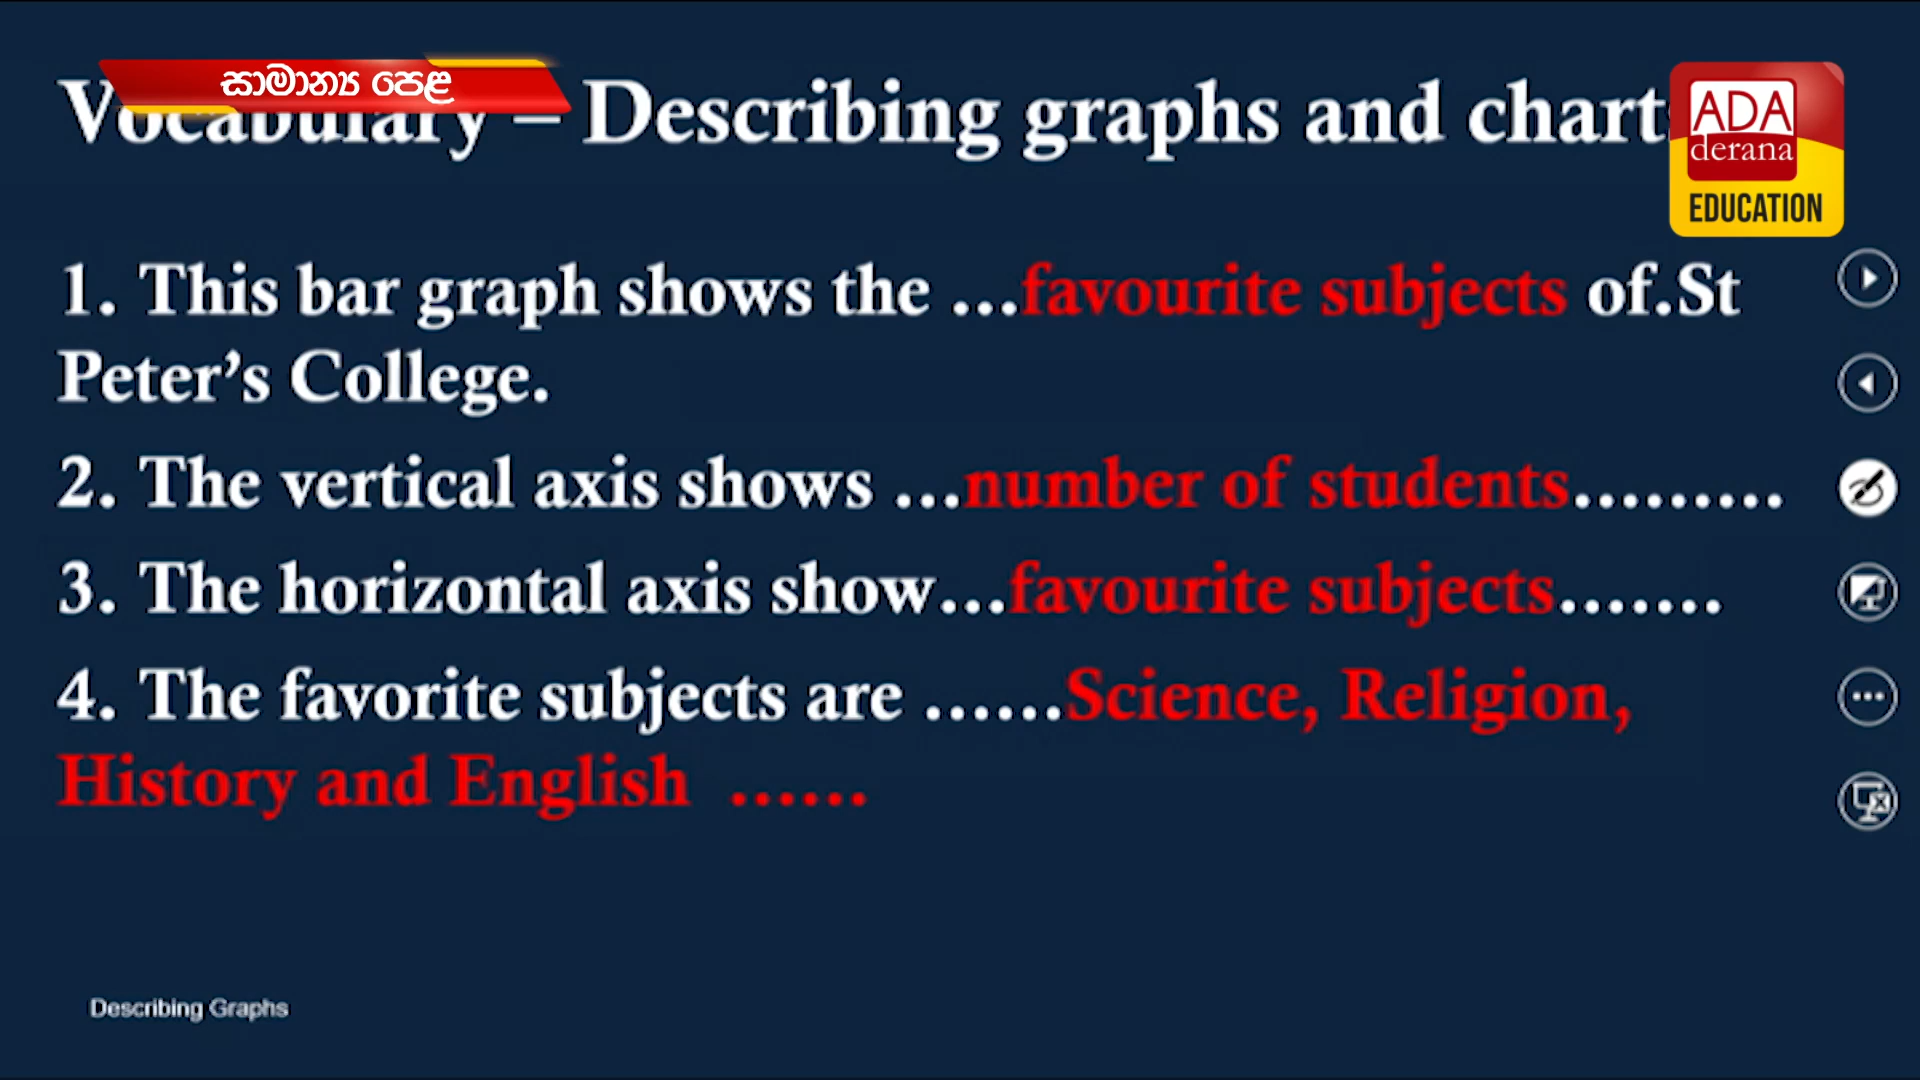 සාමාන්‍ය පෙළ
Vocabulary – Describing graphs and chart
ADA
derana
EDUCATION
1. This bar graph shows the ...favourite subjects of.St
Peter’s College.
2. The vertical axis shows ...number of students.........
3. The horizontal axis show...favourite subjects.......
4. The favorite subjects are ......Science, Religion,
History and English ......
Describing Graphs